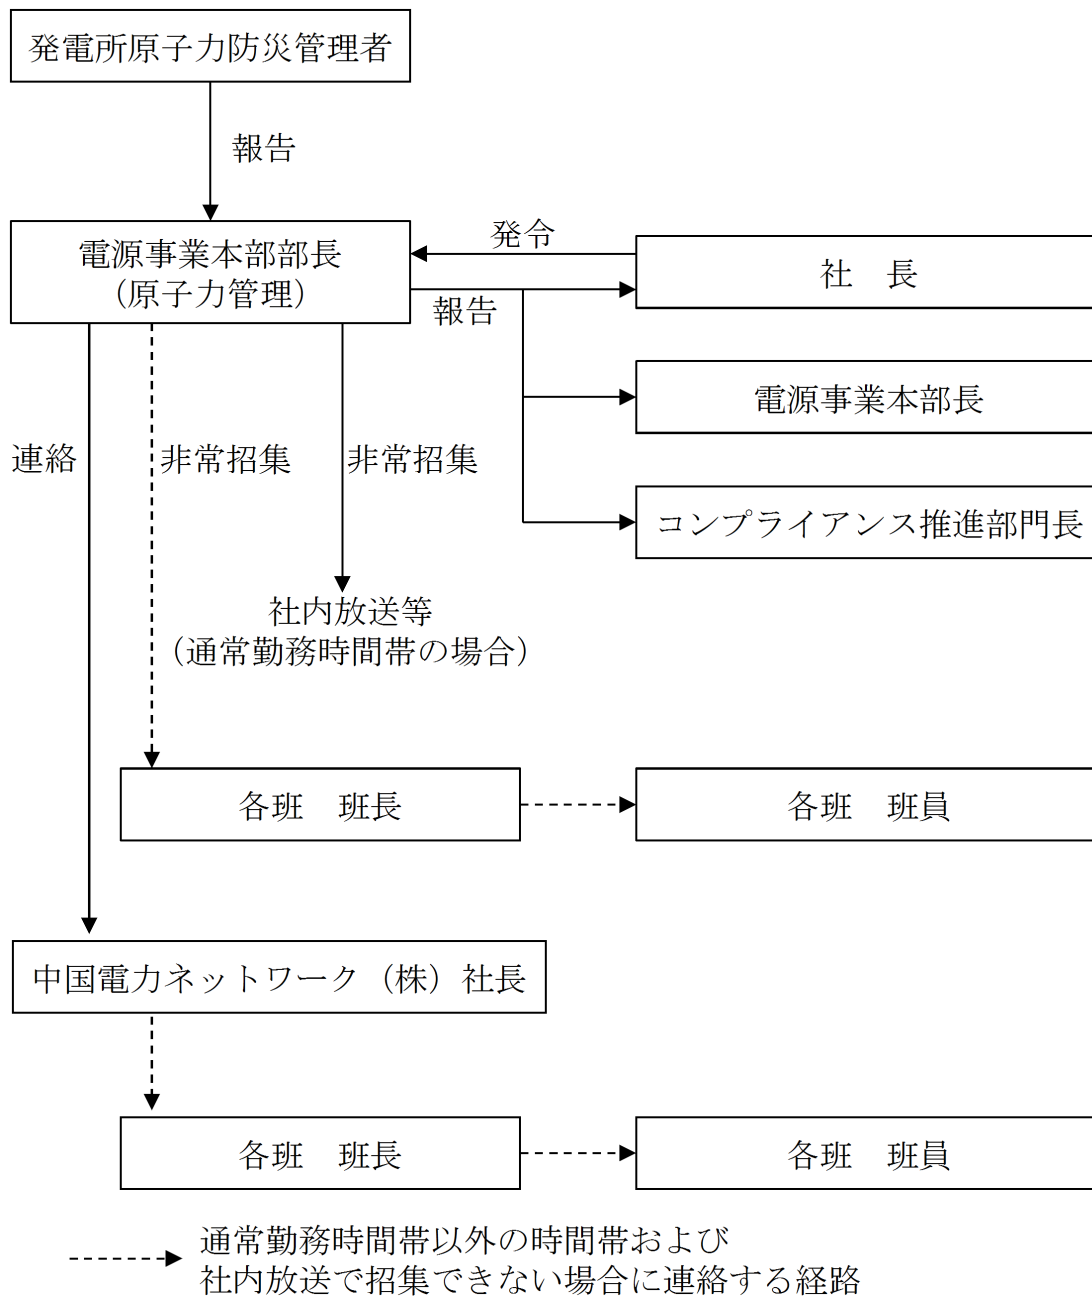 発電所原子力防災管理者
報告
電源事業本部部長
（原子力管理）
発令
社　長
報告
電源事業本部長
連絡
非常招集
非常招集
コンプライアンス推進部門長
社内放送等
（通常勤務時間帯の場合）
各班　班長
各班　班員
中国電力ネットワーク（株）社長
各班　班長
各班　班員
通常勤務時間帯以外の時間帯および
社内放送で招集できない場合に連絡する経路